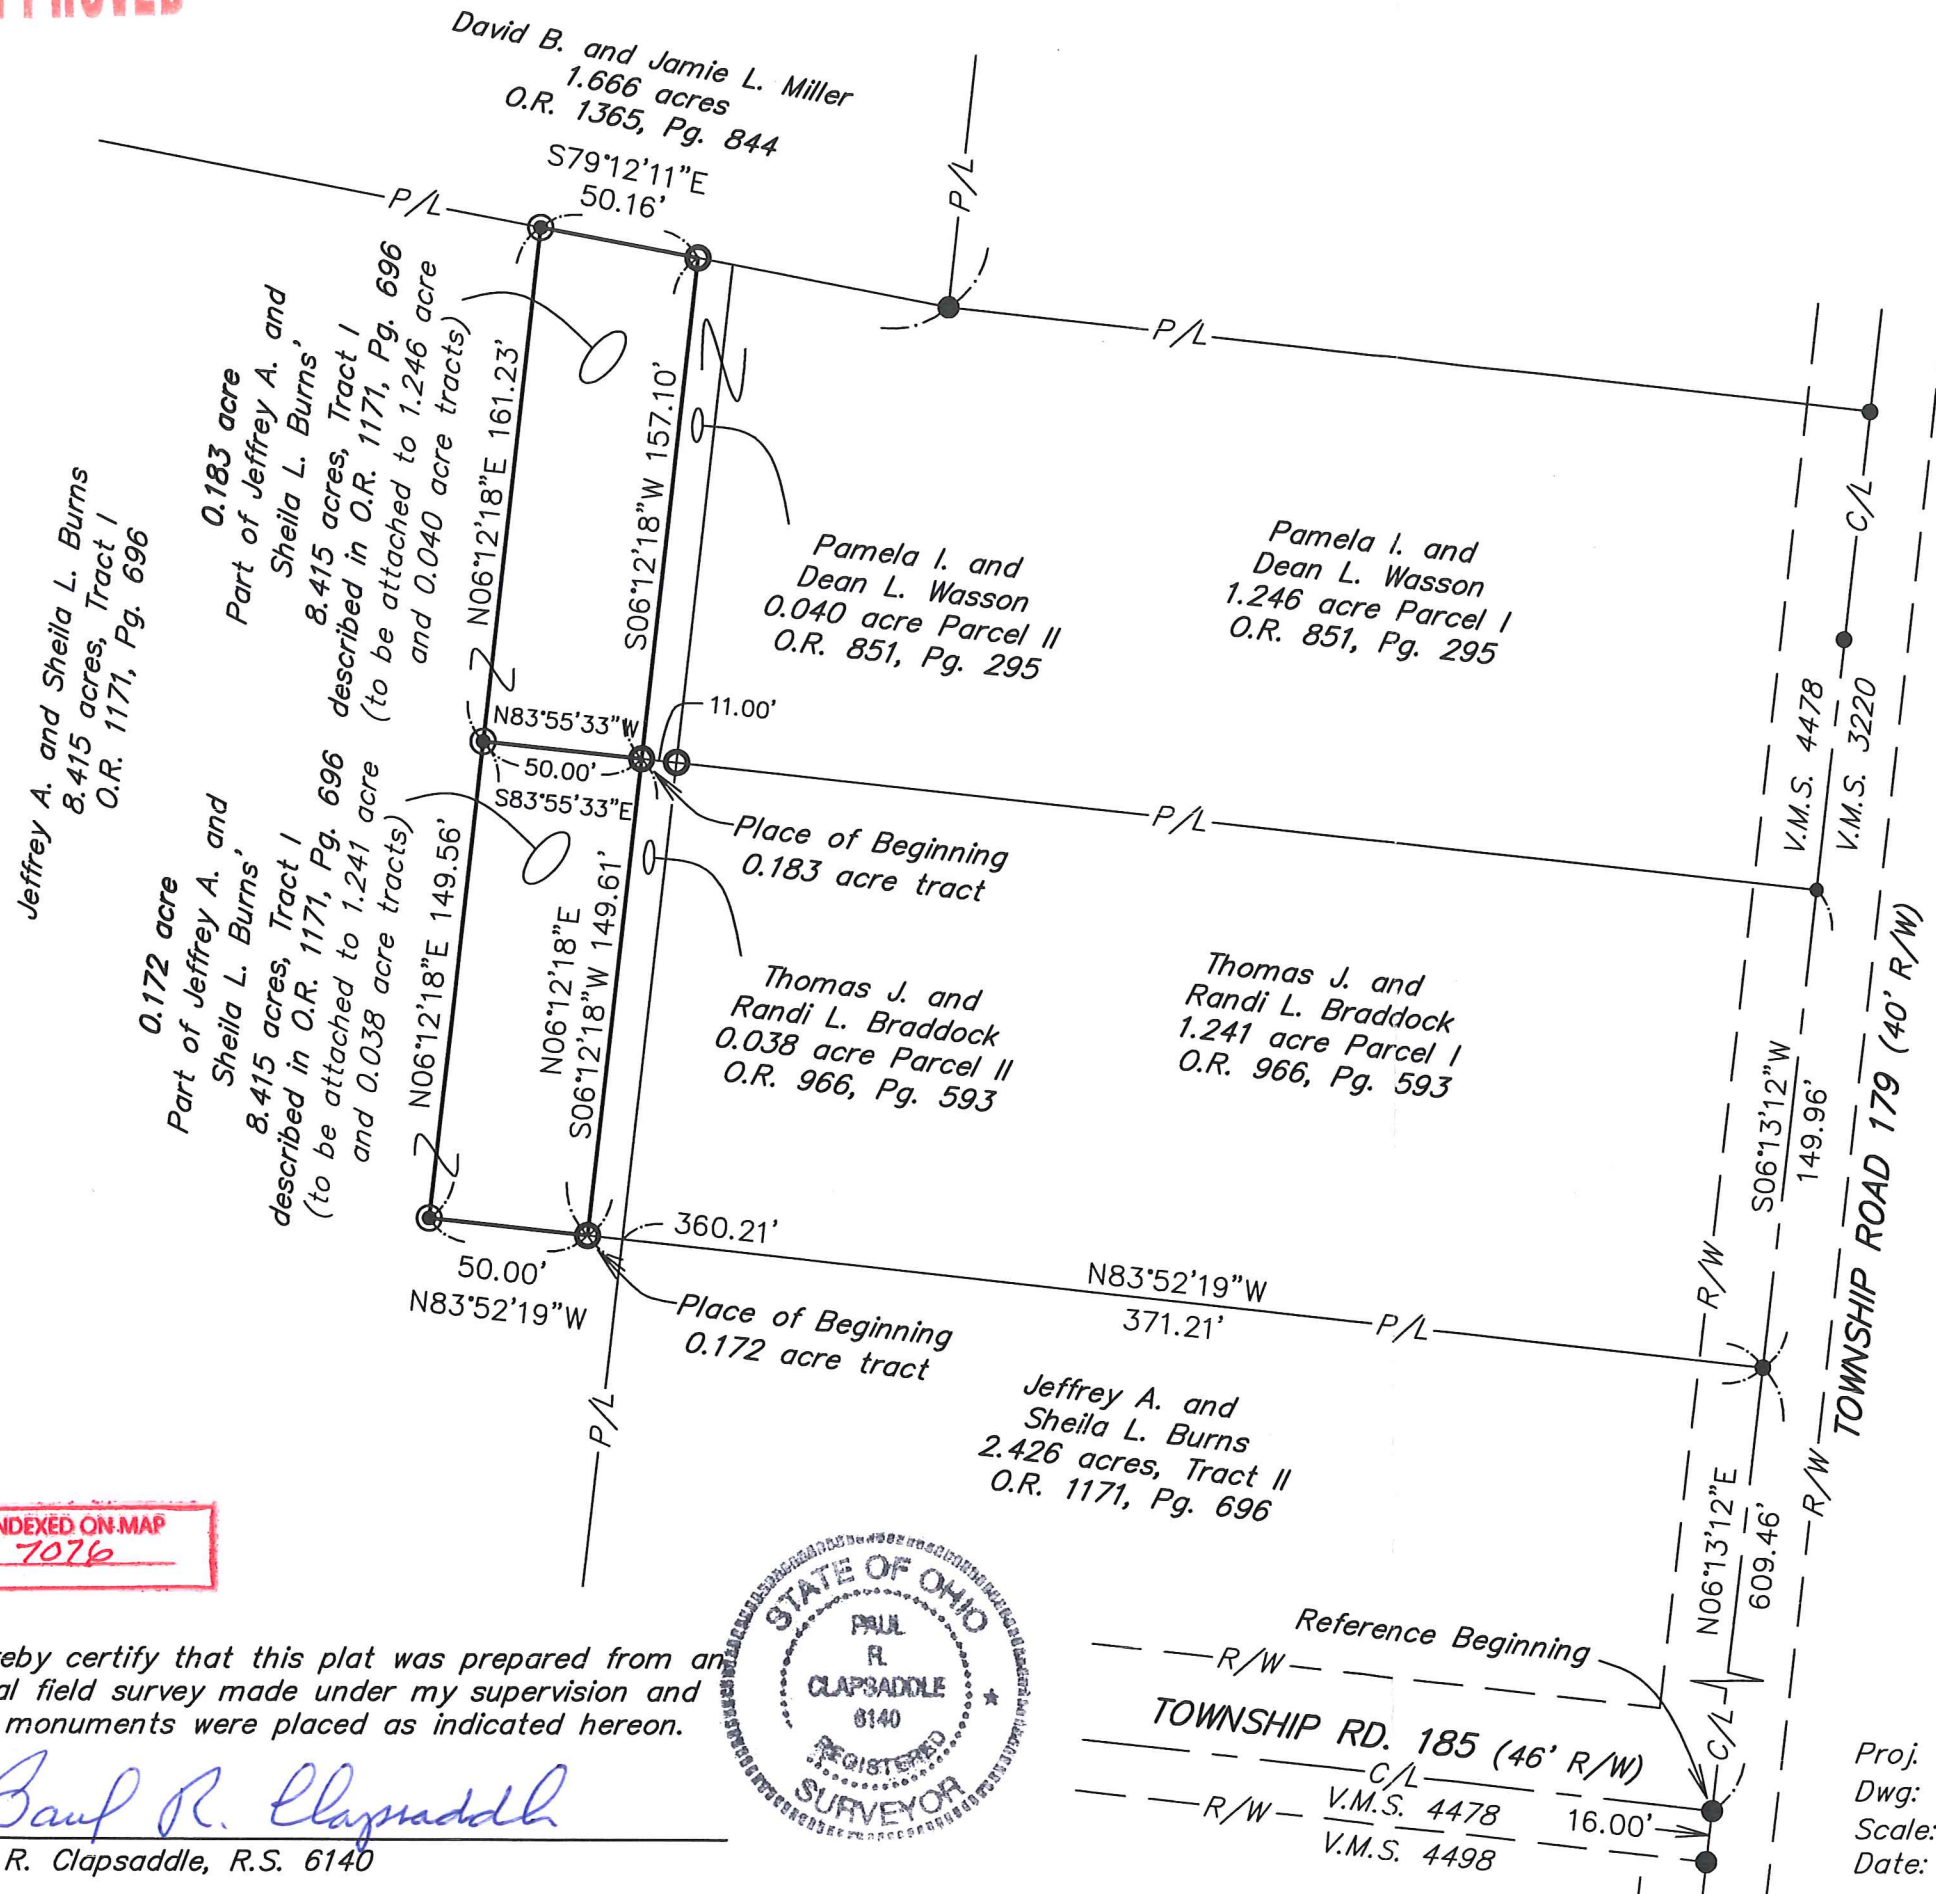 David B. and Jamie L. Miller
1.666 acres
O.R. 1365, Pg. 844
S79°12'11"E
50.16'
P/L
P/L
P/L
Jeffrey A. and Sheila L. Burns
8.415 acres, Tract I
O.R. 1171, Pg. 696
0.183 acre
Part of Jeffrey A. and
Sheila L. Burns'
8.415 acres, Tract I
described in O.R. 1171, Pg. 696
(to be attached to 1.246 acre
and 0.040 acre tracts)
N06°12'18"E 161.23'
S06°12'18"W 157.10'
Pamela I. and
Dean L. Wasson
0.040 acre Parcel II
O.R. 851, Pg. 295
Pamela I. and
Dean L. Wasson
1.246 acre Parcel I
O.R. 851, Pg. 295
C/L
V.M.S. 4478
V.M.S. 3220
N83°55'33"W
11.00'
50.00'
S83°55'33"E
P/L
Place of Beginning
0.183 acre tract
0.172 acre
Part of Jeffrey A. and
Sheila L. Burns'
8.415 acres, Tract I
described in O.R. 1171, Pg. 696
(to be attached to 1.241 acre
and 0.038 acre tracts)
N06°12'18"E 149.56'
N06°12'18"E
S06°12'18"W 149.61'
Thomas J. and
Randi L. Braddock
0.038 acre Parcel II
O.R. 966, Pg. 593
Thomas J. and
Randi L. Braddock
1.241 acre Parcel I
O.R. 966, Pg. 593
S06°13'12"W
149.96'
TOWNSHIP ROAD 179 (40' R/W)
R/W
360.21'
50.00'
N83°52'19"W
N83°52'19"W
371.21'
P/L
Place of Beginning
0.172 acre tract
P/L
Jeffrey A. and
Sheila L. Burns
2.426 acres, Tract II
O.R. 1171, Pg. 696
N06°13'12"E
609.46'
R/W
INDEXED ON MAP
7076
STATE OF OHIO
PAUL
R.
CLAPSADDLE
6140
REGISTERED
SURVEYOR
Reference Beginning
R/W
TOWNSHIP RD. 185 (46' R/W)
C/L
C/L
R/W
V.M.S. 4478
V.M.S. 4498
16.00'
certify that this plat was prepared from an
field survey made under my supervision and
monuments were placed as indicated hereon.
Paul R. Clapsaddle
R. Clapsaddle, R.S. 6140
Proj.
Dwg:
Scale:
Date: